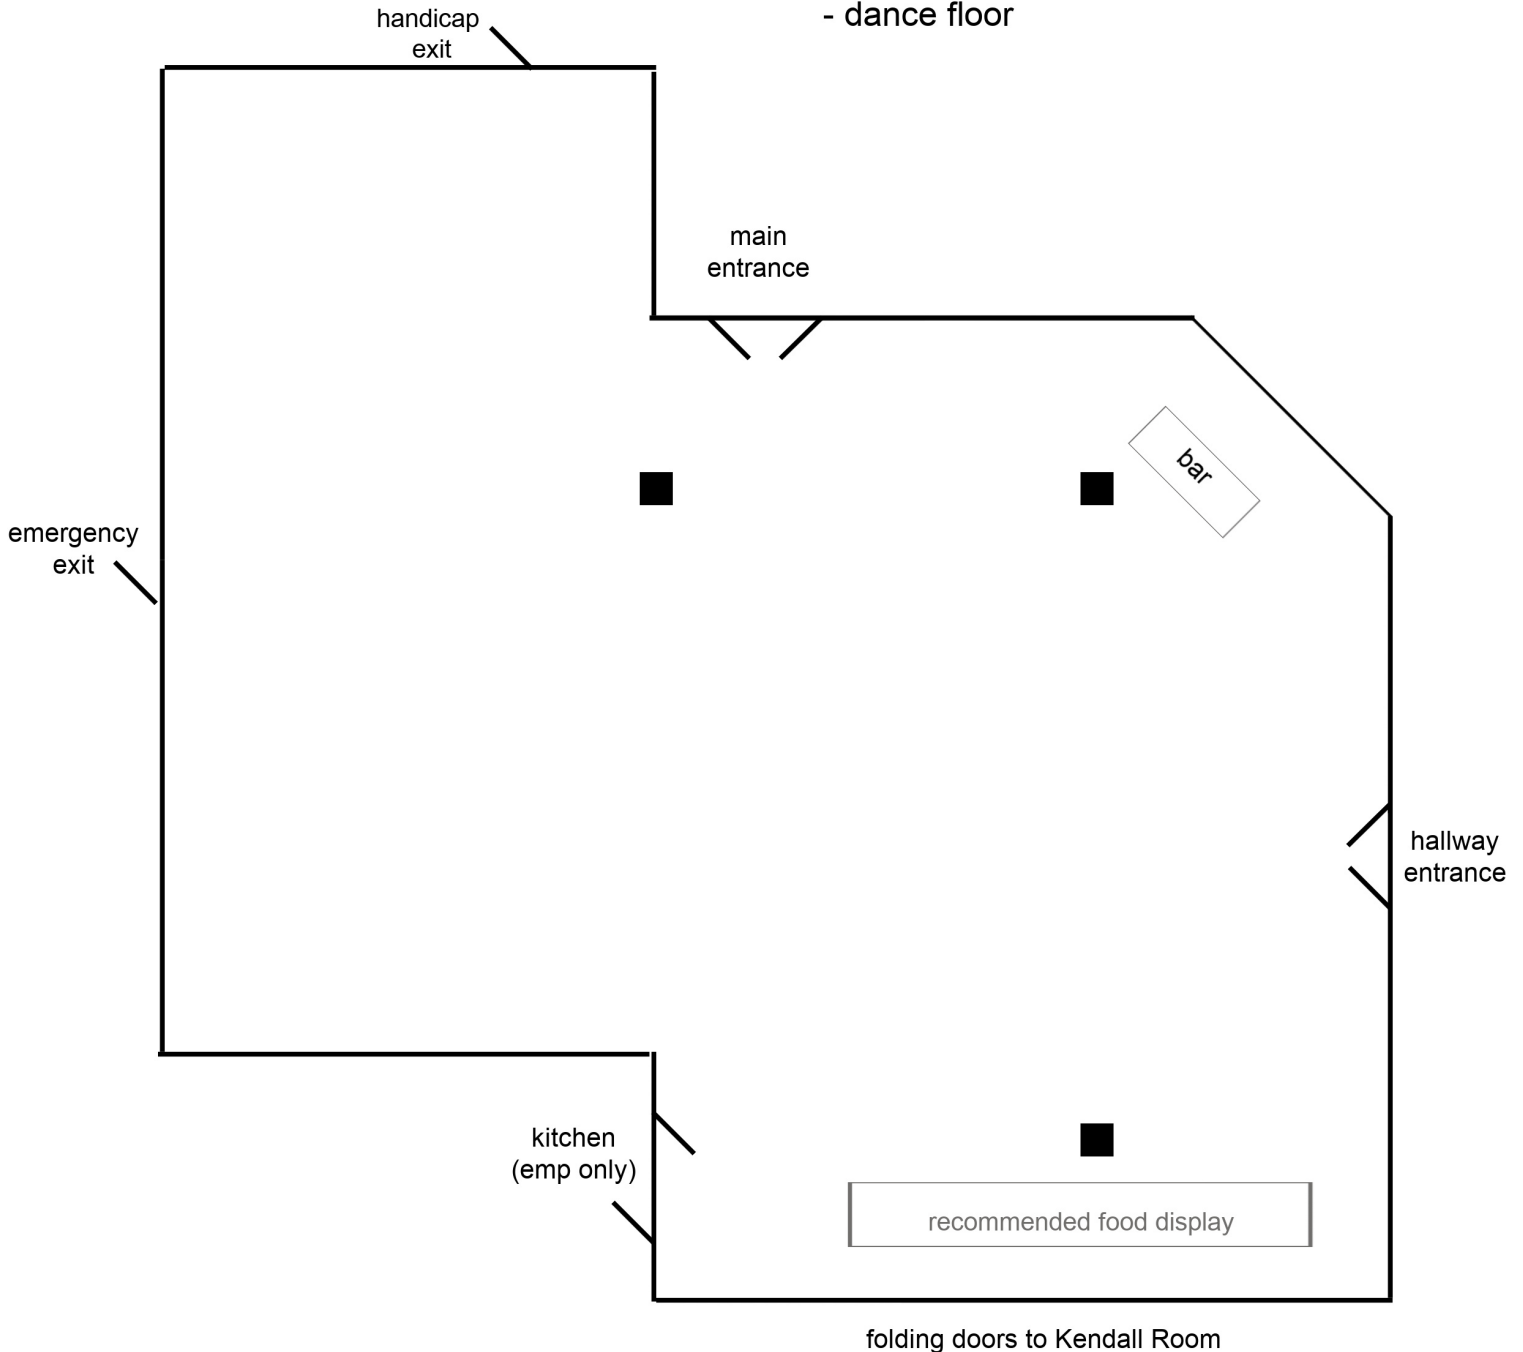 - dance floor
handicap
exit
main
entrance
bar
emergency
exit
hallway
entrance
kitchen
(emp only)
recommended food display
folding doors to Kendall Room